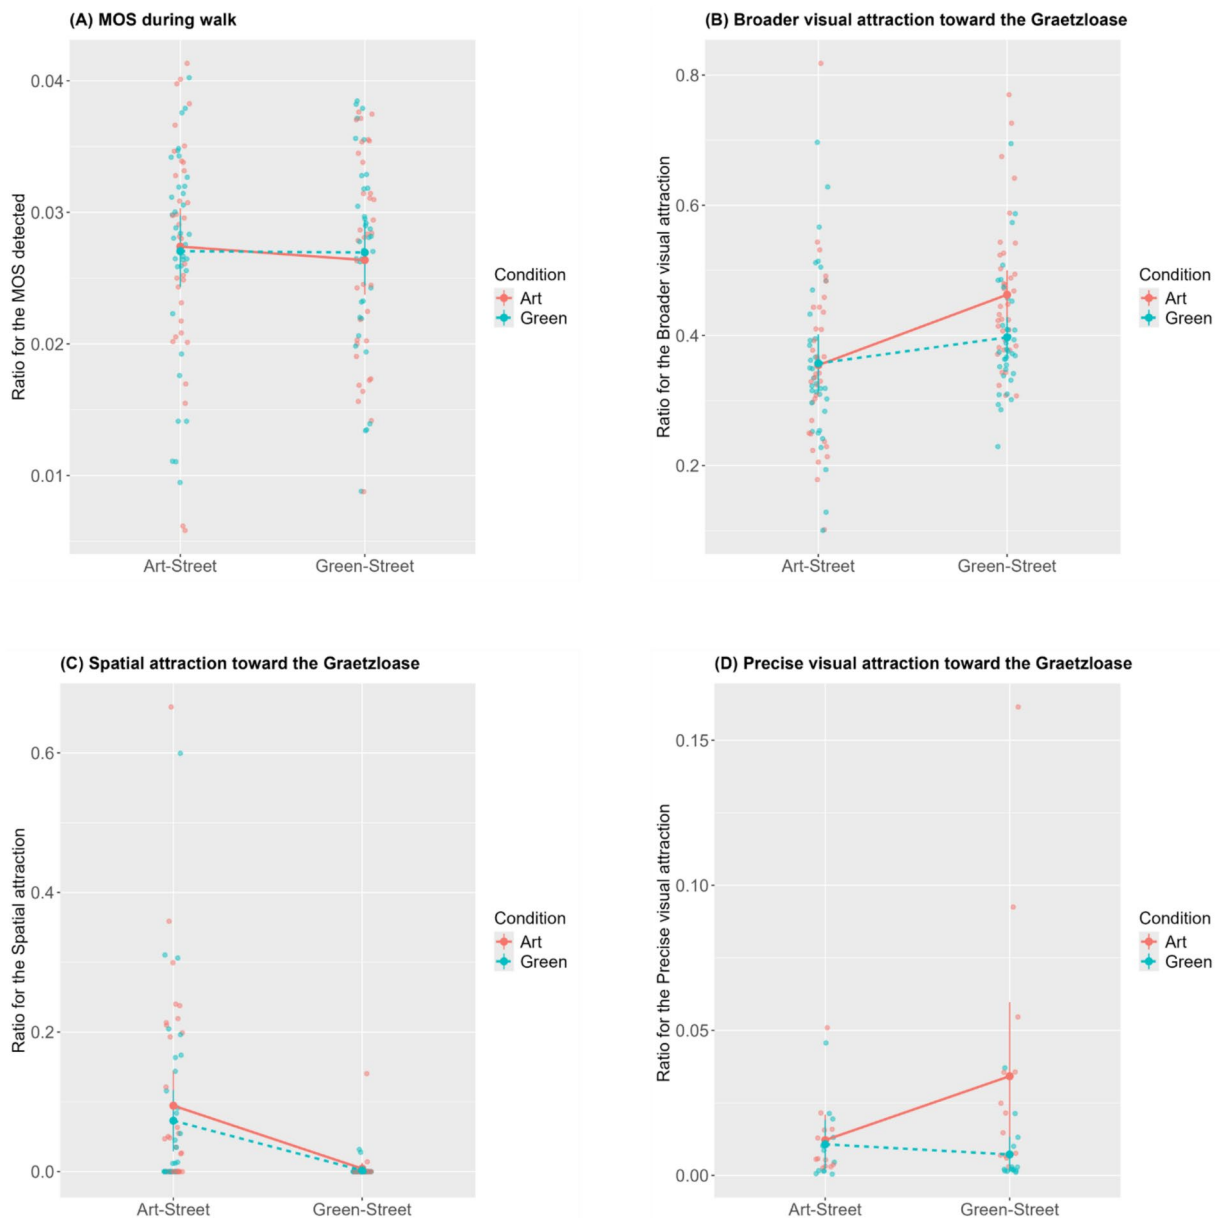 (A) MOS during walk
Ratio for the MOS detected
0.04
0.03
0.02
0.01
Art-Street
Green-Street
Condition
Art
Green
(B) Broader visual attraction toward the Graetzloase
Ratio for the Broader visual attraction
0.8
0.6
0.4
0.2
Art-Street
Green-Street
Condition
Art
Green
(C) Spatial attraction toward the Graetzloase
Ratio for the Spatial attraction
0.6
0.4
0.2
0.0
Art-Street
Green-Street
Condition
Art
Green
(D) Precise visual attraction toward the Graetzloase
Ratio for the Precise visual attraction
0.15
0.10
0.05
0.00
Art-Street
Green-Street
Condition
Art
Green